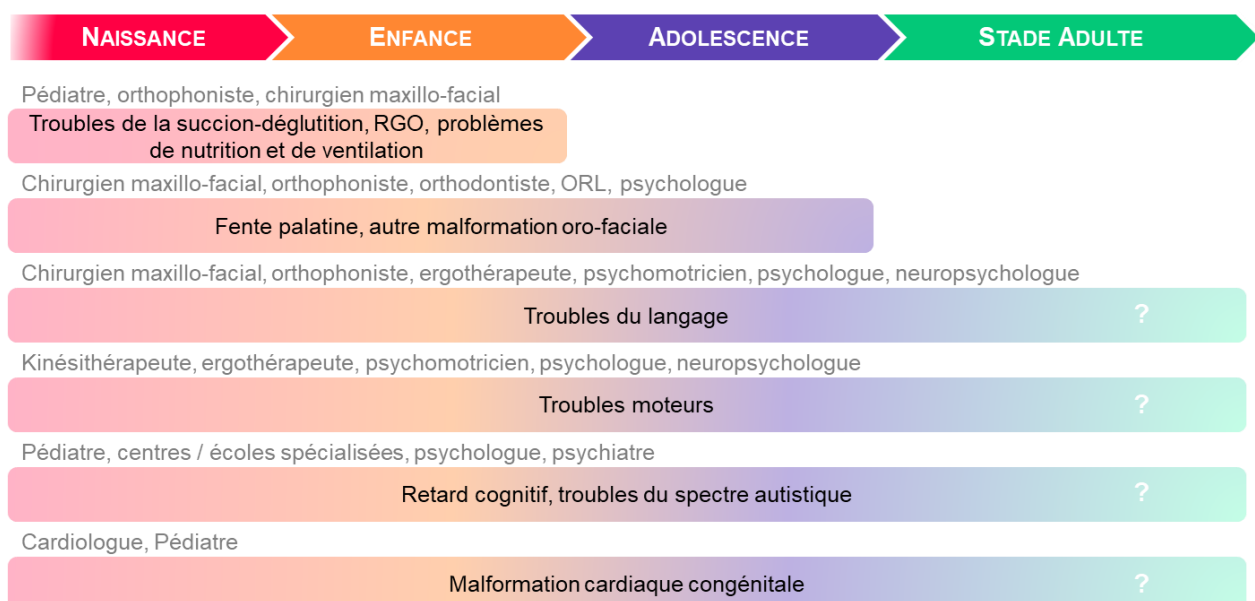 NAISSANCE ENFANCE ADOLESCENCE STADE ADULTE
Pédiatre, orthophoniste, chirurgien maxillo-facial
Troubles de la succion-déglutition, RGO, problèmes
de nutrition et de ventilation
Chirurgien maxillo-facial, orthophoniste, orthodontiste, ORL, psychologue
Fente palatine, autre malformation oro-faciale
Chirurgien maxillo-facial, orthophoniste, ergothérapeute, psychomotricien, psychologue, neuropsychologue
Troubles du langage ?
Kinésithérapeute, ergothérapeute, psychomotricien, psychologue, neuropsychologue
Troubles moteurs ?
Pédiatre, centres / écoles spécialisées, psychologue, psychiatre
Retard cognitif, troubles du spectre autistique ?
Cardiologue, Pédiatre
Malformation cardiaque congénitale ?